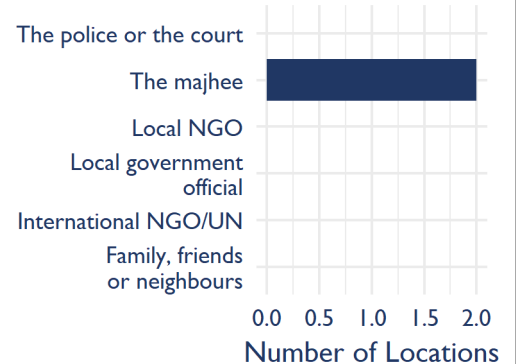 The police or the court
The majhee
Local NGO
Local government
official
International NGO/UN
Family, friends
or neighbours
0.0 0.5 1.0 1.5 2.0
Number of Locations